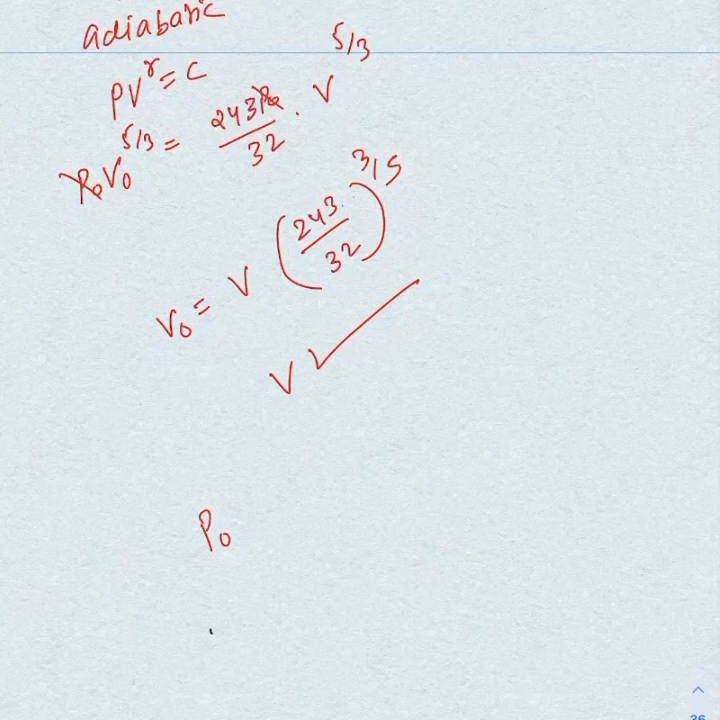 adiabatic
PV^γ = C
P₀V₀^5/3 = 243P₀/32 . V^5/3
V₀ = V (243/32)^3/5
V ✓
P₀